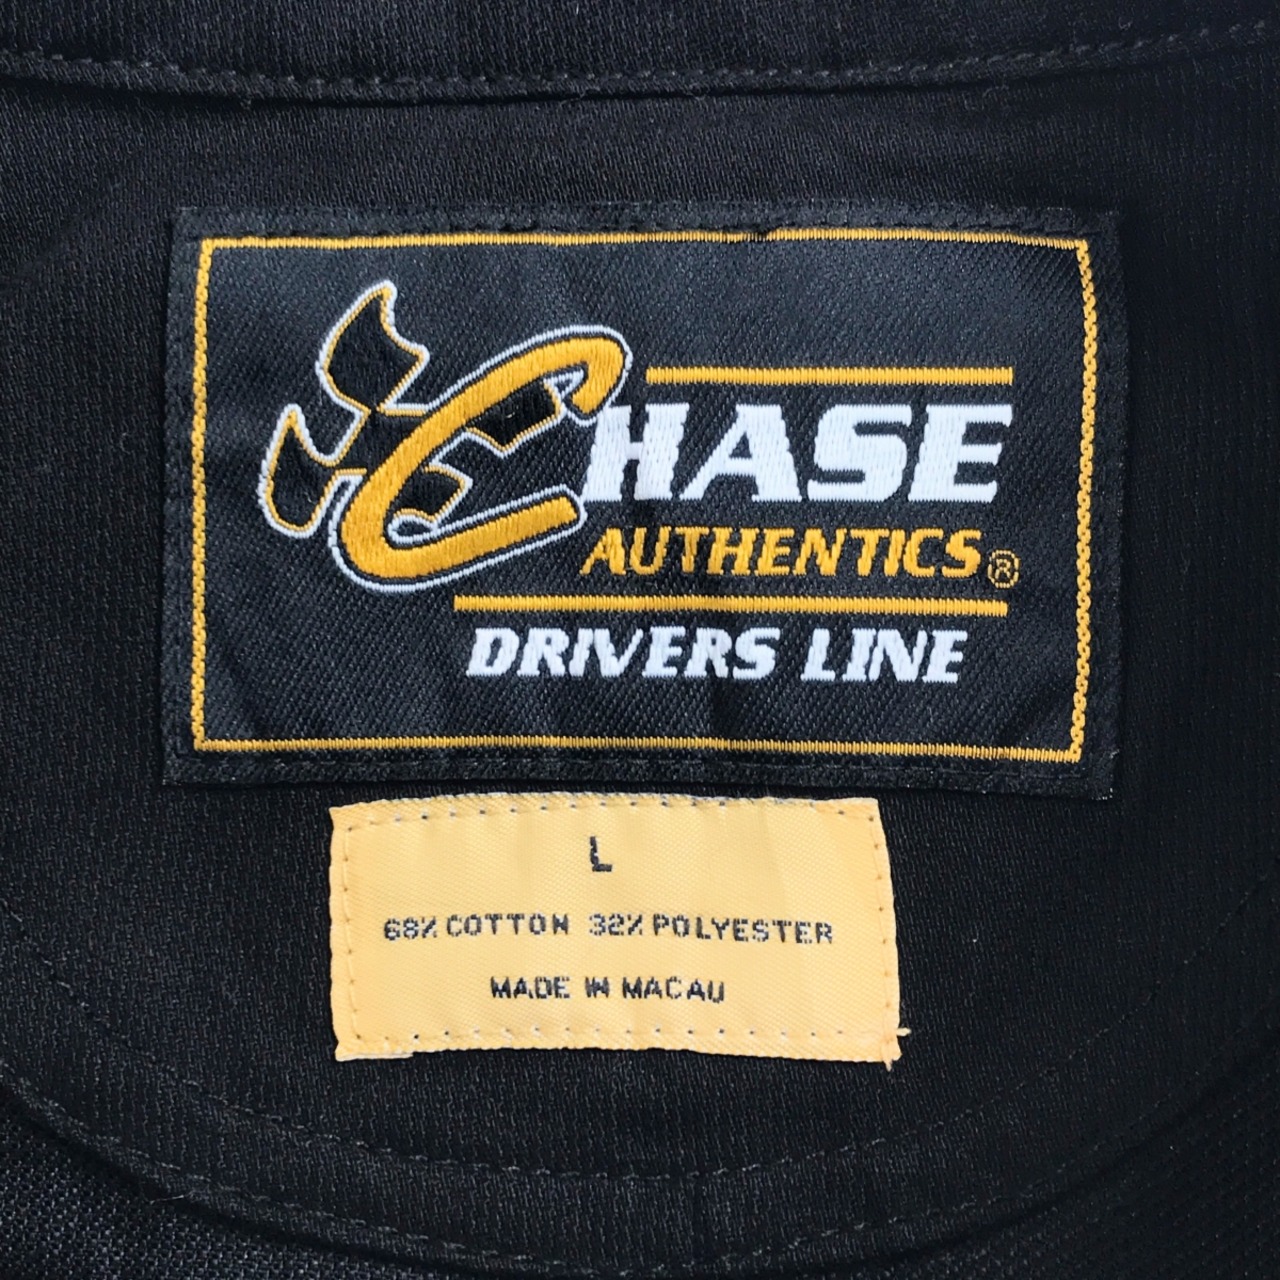 CHASE
AUTHENTICS®
DRIVERS LINE
L
68% COTTON 32% POLYESTER
MADE IN MACAU